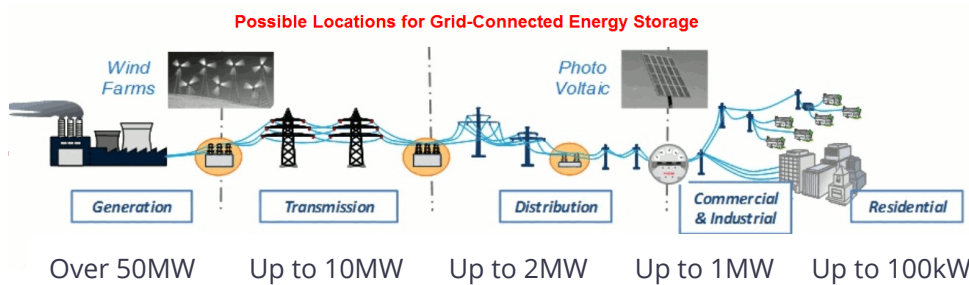 Possible Locations for Grid-Connected Energy Storage
Wind
Farms
Photo
Voltaic
Generation
Transmission
Distribution
Commercial
& Industrial
Residential
Over 50MW
Up to 10MW
Up to 2MW
Up to 1MW
Up to 100kW